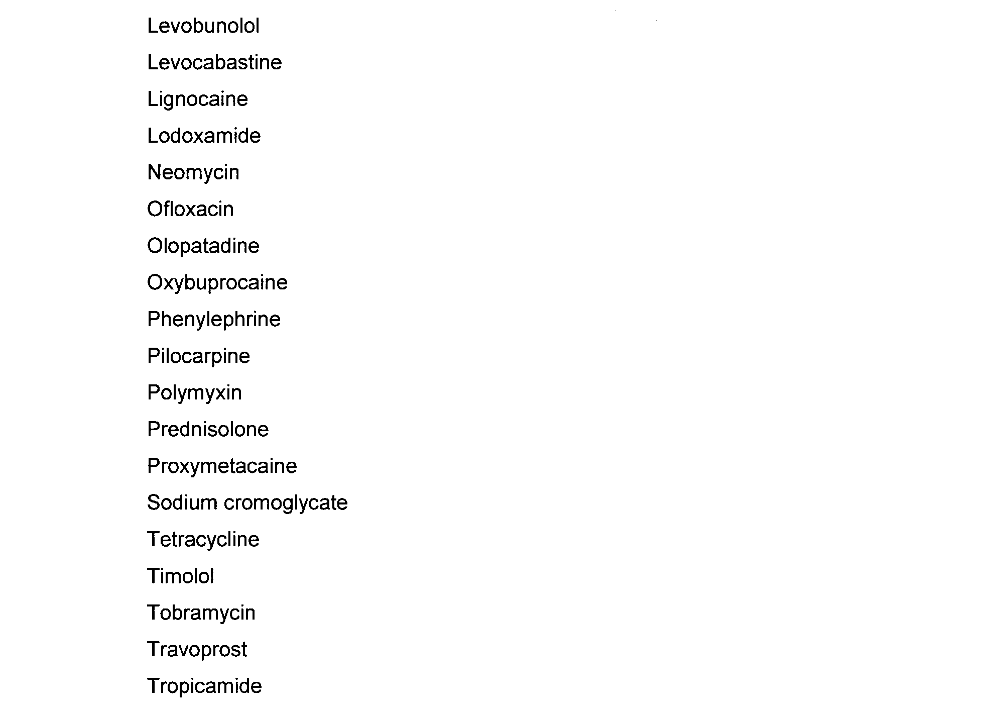 Levobunolol
Levocabastine
Lignocaine
Lodoxamide
Neomycin
Ofloxacin
Olopatadine
Oxybuprocaine
Phenylephrine
Pilocarpine
Polymyxin
Prednisolone
Proxymetacaine
Sodium cromoglycate
Tetracycline
Timolol
Tobramycin
Travoprost
Tropicamide